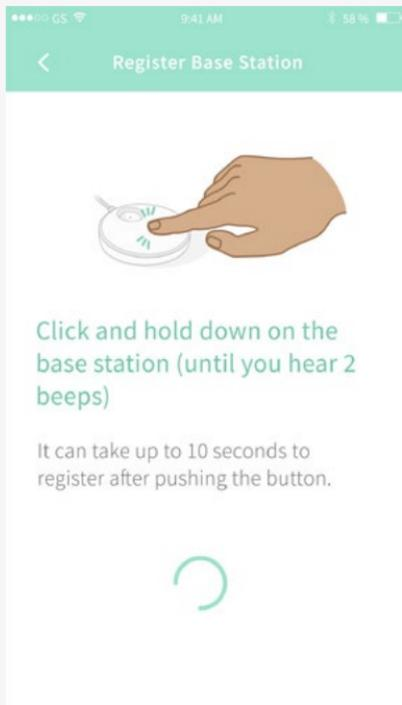 GS 9:41 AM 58 %
Register Base Station
Click and hold down on the
base station (until you hear 2
beeps)
It can take up to 10 seconds to
register after pushing the button.